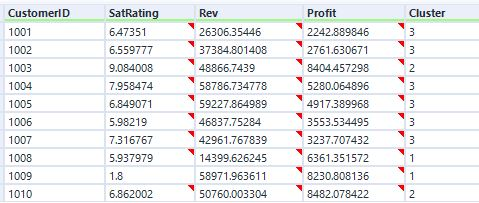 CustomerID SatRating Rev Profit Cluster
1001 6.47351 26306.35446 2242.889846 3
1002 6.559777 37384.801408 2761.630671 3
1003 9.084008 48866.7439 8404.457298 2
1004 7.958474 58786.734778 5280.064896 3
1005 6.849071 59227.864989 4917.389968 3
1006 5.98219 46837.75284 3553.534495 3
1007 7.316767 42961.767839 3237.707432 3
1008 5.937979 14399.626245 6361.351572 1
1009 1.8 58971.963611 8230.808136 1
1010 6.862002 50760.003304 8482.078422 2